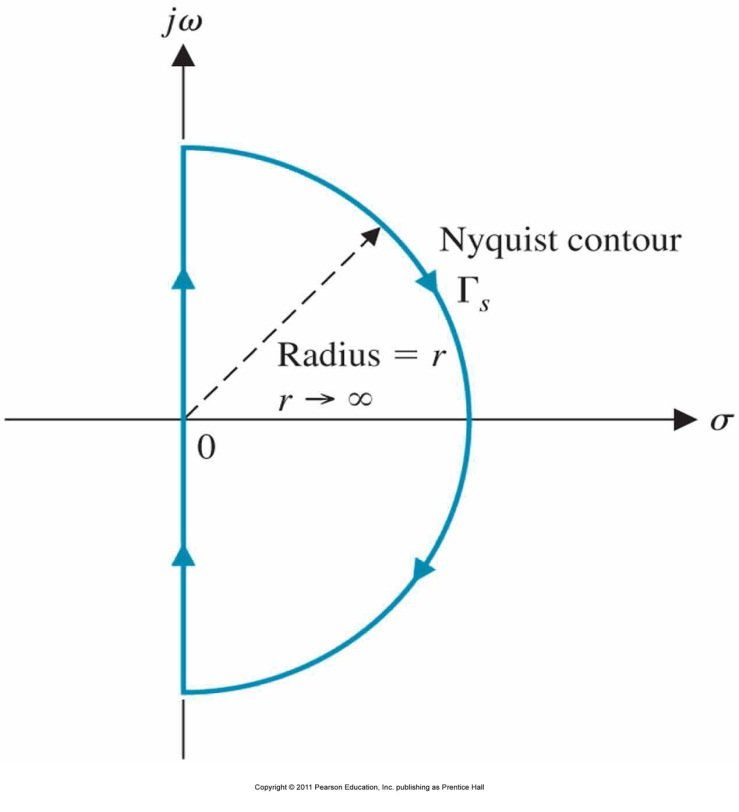 jω
Nyquist contour
Γs
Radius = r
r → ∞
σ
0
Copyright © 2011 Pearson Education, Inc. publishing as Prentice Hall